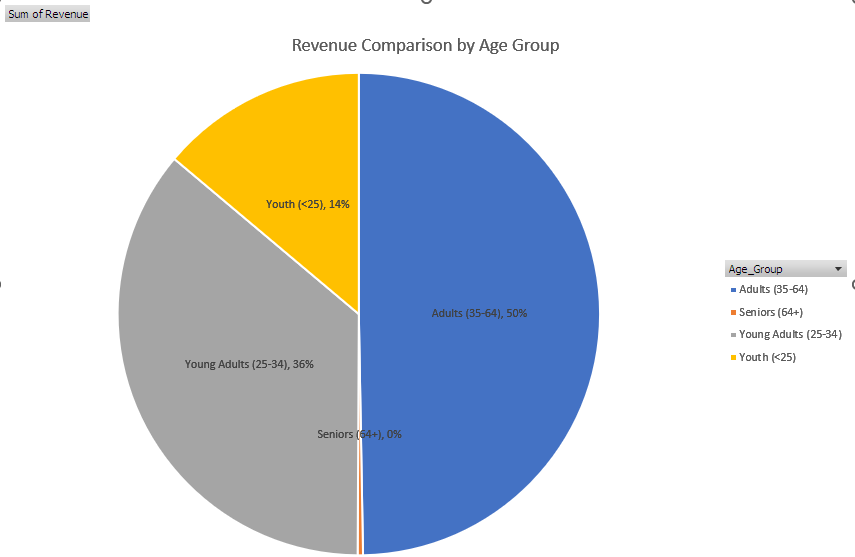 Sum of Revenue
Revenue Comparison by Age Group
Youth (<25), 14%
Adults (35-64), 50%
Young Adults (25-34), 36%
Seniors (64+), 0%
Age_Group
Adults (35-64)
Seniors (64+)
Young Adults (25-34)
Youth (<25)